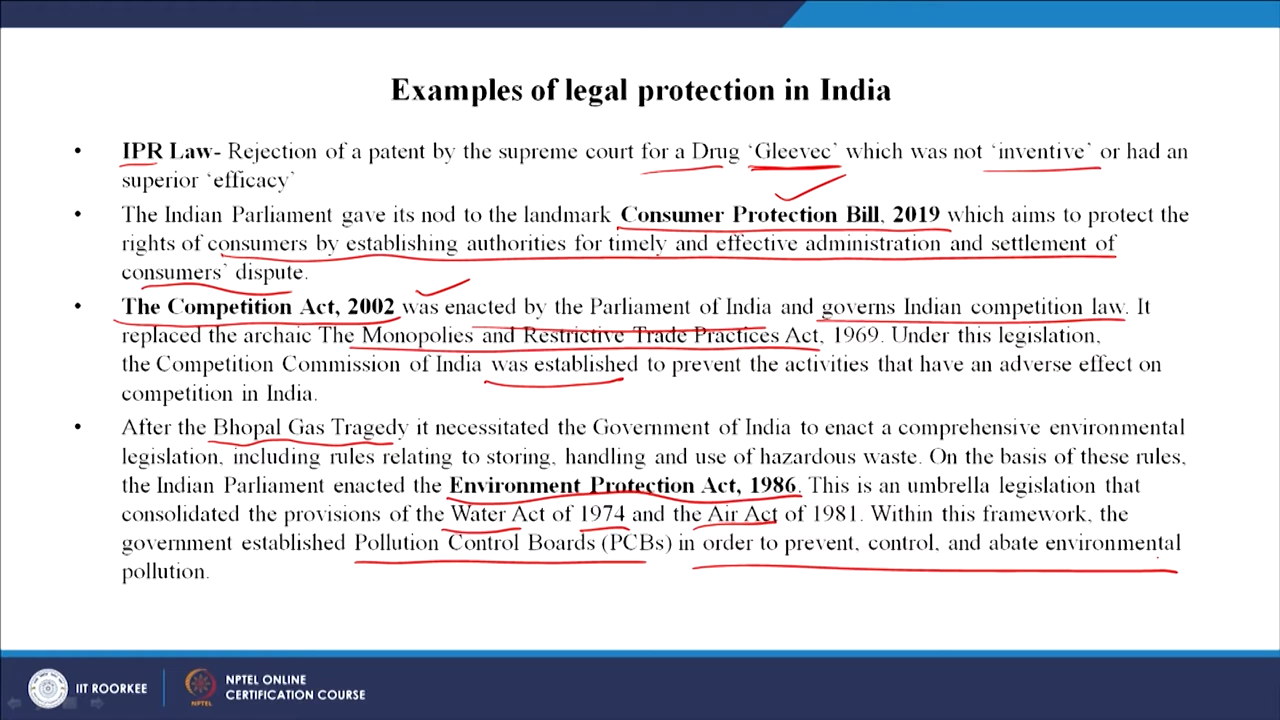 Examples of legal protection in India
• IPR Law- Rejection of a patent by the supreme court for a Drug ‘Gleevec’ which was not ‘inventive’ or had an
superior ‘efficacy’
• The Indian Parliament gave its nod to the landmark Consumer Protection Bill, 2019 which aims to protect the
rights of consumers by establishing authorities for timely and effective administration and settlement of
consumers’ dispute.
• The Competition Act, 2002 was enacted by the Parliament of India and governs Indian competition law. It
replaced the archaic The Monopolies and Restrictive Trade Practices Act, 1969. Under this legislation,
the Competition Commission of India was established to prevent the activities that have an adverse effect on
competition in India.
• After the Bhopal Gas Tragedy it necessitated the Government of India to enact a comprehensive environmental
legislation, including rules relating to storing, handling and use of hazardous waste. On the basis of these rules,
the Indian Parliament enacted the Environment Protection Act, 1986. This is an umbrella legislation that
consolidated the provisions of the Water Act of 1974 and the Air Act of 1981. Within this framework, the
government established Pollution Control Boards (PCBs) in order to prevent, control, and abate environmental
pollution.
IIT ROORKEE
NPTEL
NPTEL ONLINE
CERTIFICATION COURSE